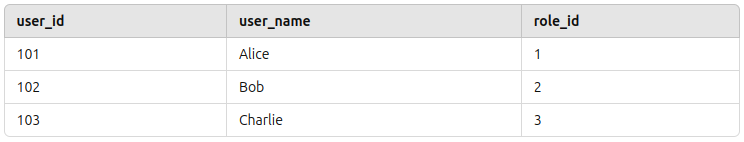 user_id user_name role_id
101 Alice 1
102 Bob 2
103 Charlie 3